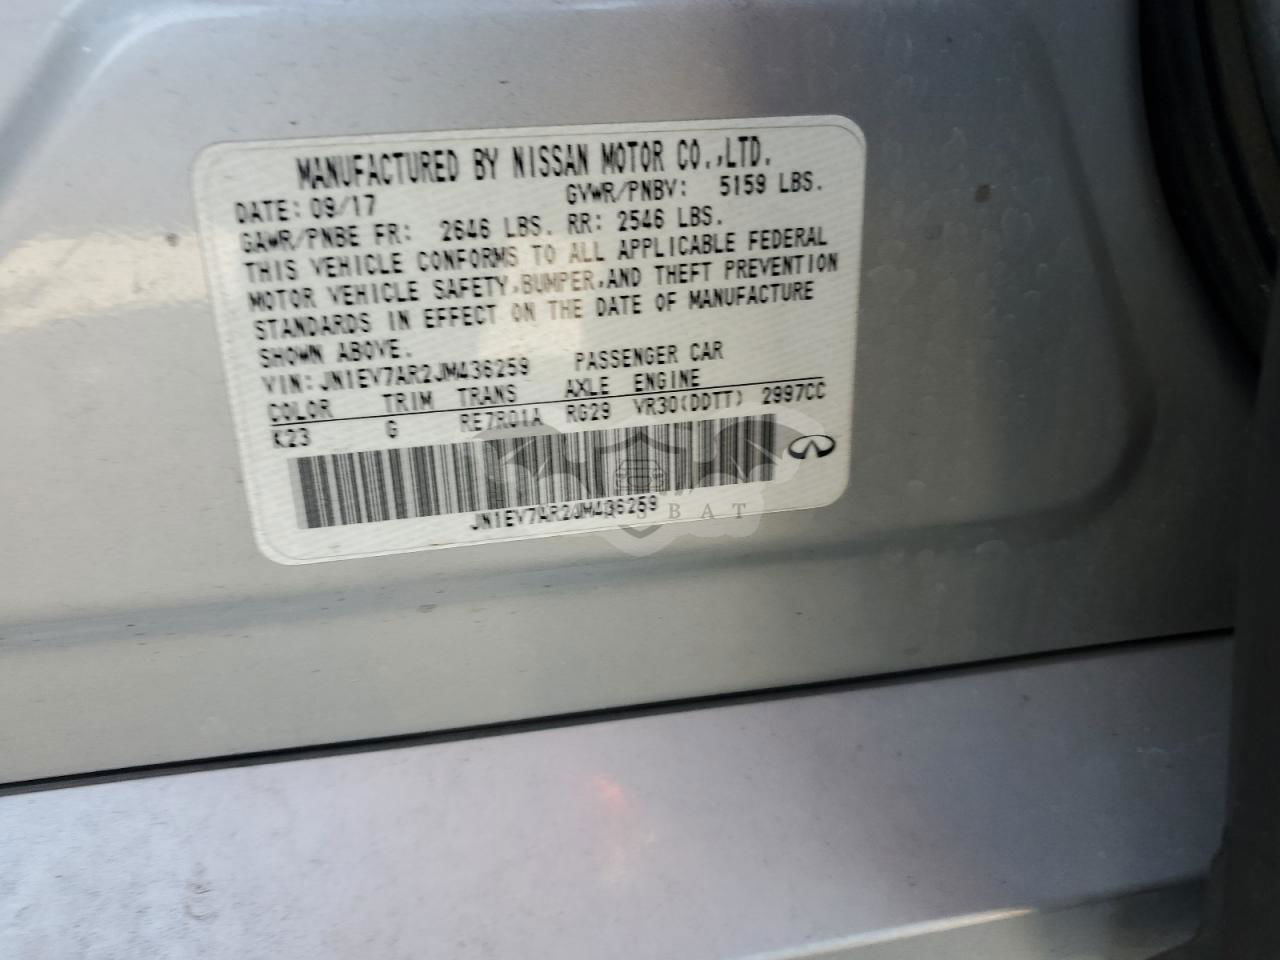 MANUFACTURED BY NISSAN MOTOR CO.,LTD.
DATE: 09/17 GVWR/PNBV: 5159 LBS.
GAWR/PNBE FR: 2646 LBS. RR: 2546 LBS.
THIS VEHICLE CONFORMS TO ALL APPLICABLE FEDERAL
MOTOR VEHICLE SAFETY,BUMPER,AND THEFT PREVENTION
STANDARDS IN EFFECT ON THE DATE OF MANUFACTURE
SHOWN ABOVE.
VIN: JN1EV7AR2JM436259 PASSENGER CAR
COLOR TRIM TRANS AXLE ENGINE
K23 G RE7R01A RG29 VR30(DDTT) 2997CC
JN1EV7AR2JM436259